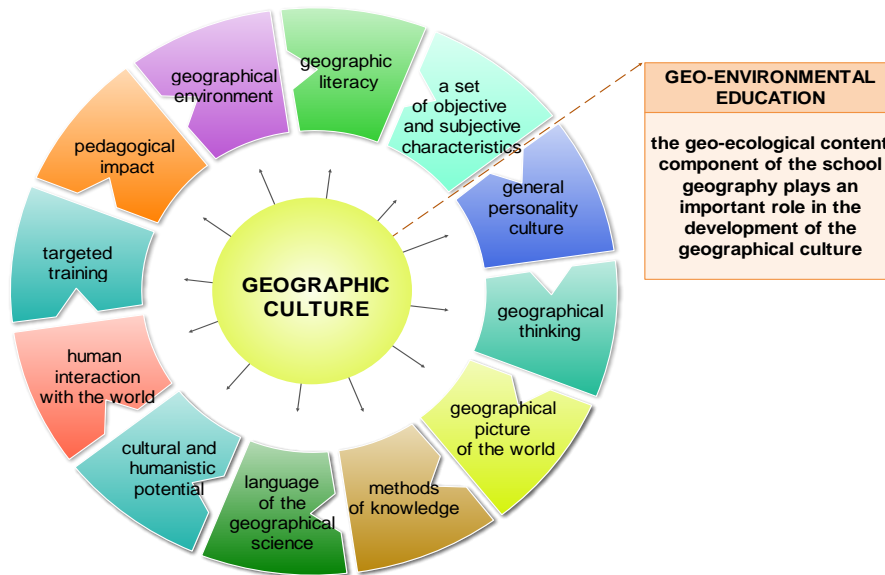 geographic
literacy
a set
of objective
and subjective
characteristics
general
personality
culture
geographical
thinking
geographical
picture
of the world
methods
of knowledge
language
of the
geographical
science
cultural and
humanistic
potential
human
interaction
with the world
targeted
training
pedagogical
impact
geographical
environment
GEOGRAPHIC
CULTURE
GEO-ENVIRONMENTAL
EDUCATION
the geo-ecological content
component of the school
geography plays an
important role in the
development of the
geographical culture